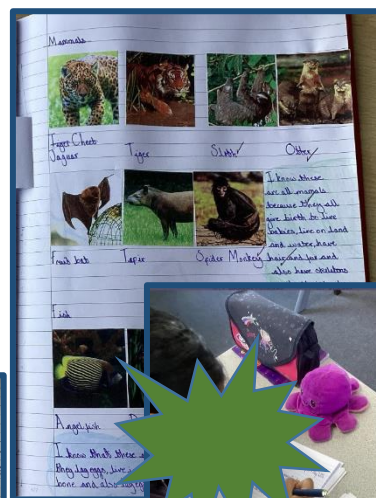 Mammals
Jaguar Tiger Sloth Otter
Fruit bat Tapir Spider Monkey
I know these
are all mamals
because they all
give birth to live
babies, live on land
and water, have
hair and fur and
also have skeletons
Fish
Angelfish
I know that these
they lay eggs, live
bone and also